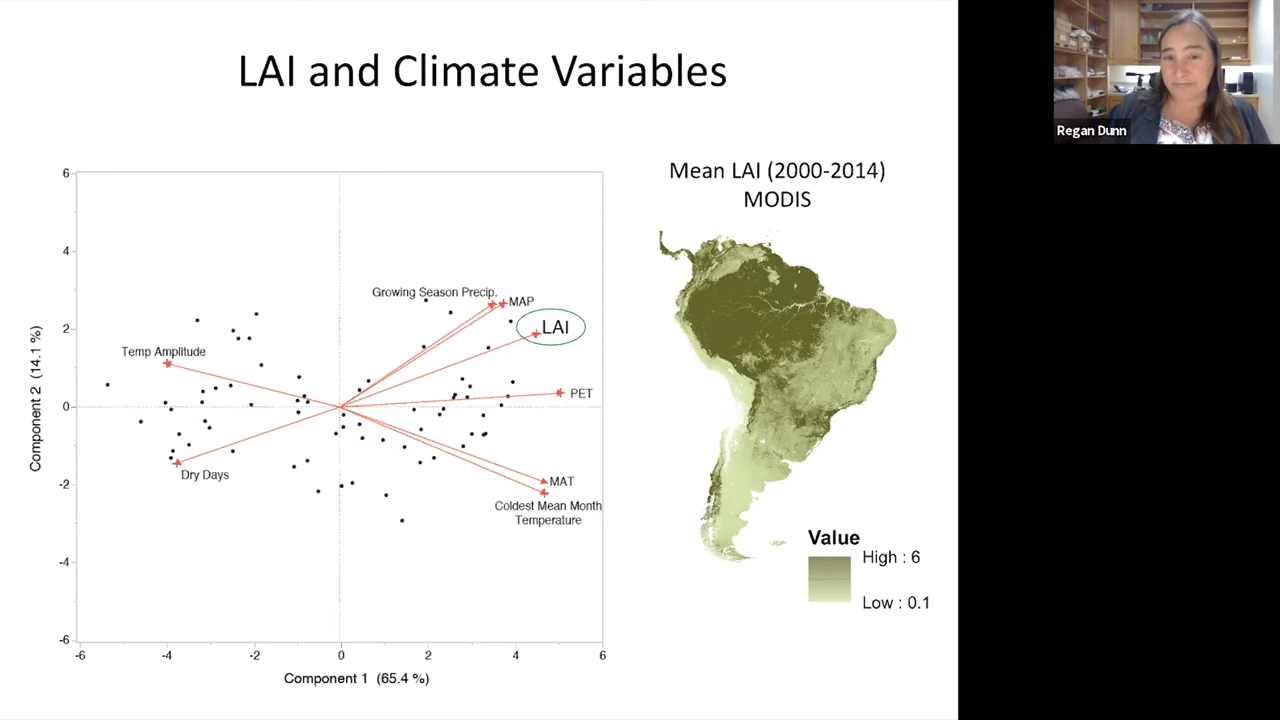 LAI and Climate Variables
Regan Dunn
Mean LAI (2000-2014)
MODIS
6
4
2
0
-2
-4
-6
Component 2 (14.1 %)
Growing Season Precip.
MAP
LAI
Temp Amplitude
PET
Dry Days
MAT
Coldest Mean Month
Temperature
-6
-4
-2
0
2
4
6
Component 1 (65.4 %)
Value
High : 6
Low : 0.1